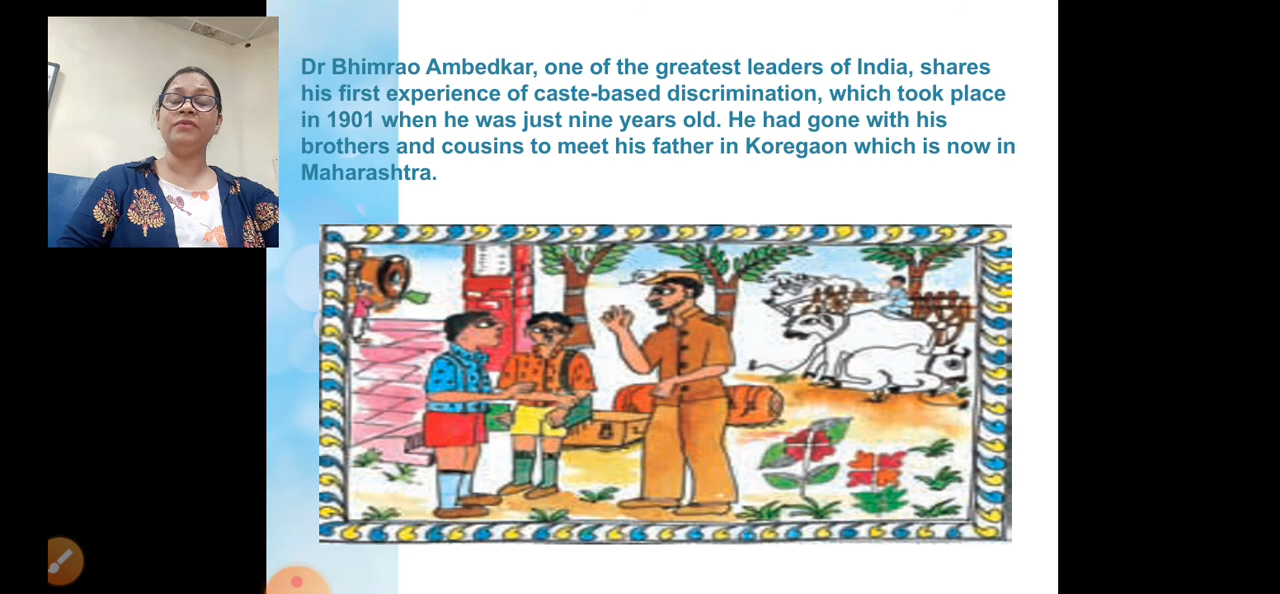 Dr Bhimrao Ambedkar, one of the greatest leaders of India, shares
his first experience of caste-based discrimination, which took place
in 1901 when he was just nine years old. He had gone with his
brothers and cousins to meet his father in Koregaon which is now in
Maharashtra.